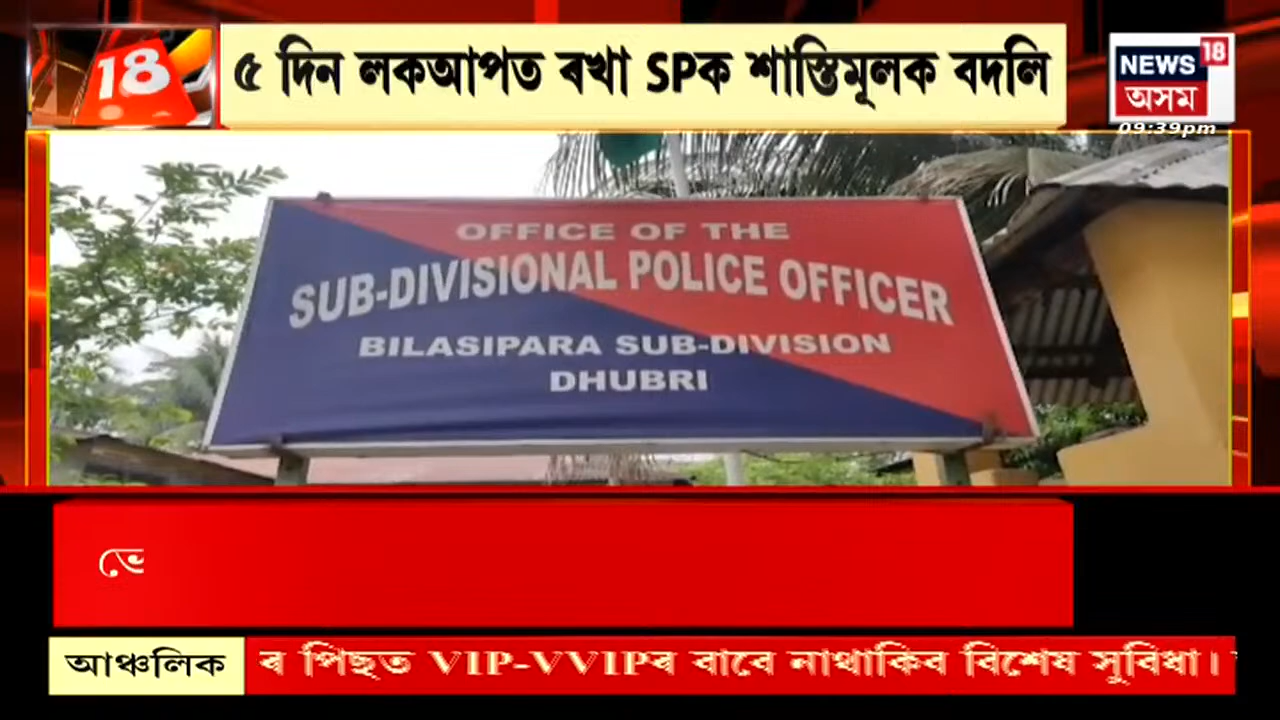 18
৫ দিন লকআপত ৰখা SPক শাস্তিমূলক বদলি
NEWS 18
অসম
09:39pm
OFFICE OF THE
SUB-DIVISIONAL POLICE OFFICER
BILASIPARA SUB-DIVISION
DHUBRI
ভে
আঞ্চলিক
ৰ পিছত VIP-VVIPৰ বাবে নাথাকিব বিশেষ সুবিধা।